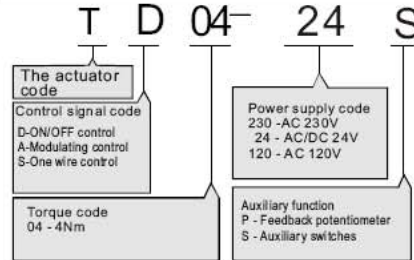 T D 04- 24 S
The actuator
code
Control signal code
D-ON/OFF control
A-Modulating control
S-One wire control
Torque code
04 - 4Nm
Power supply code
230 -AC 230V
24 - AC/DC 24V
120 - AC 120V
Auxiliary function
P - Feedback potentiometer
S - Auxiliary switches